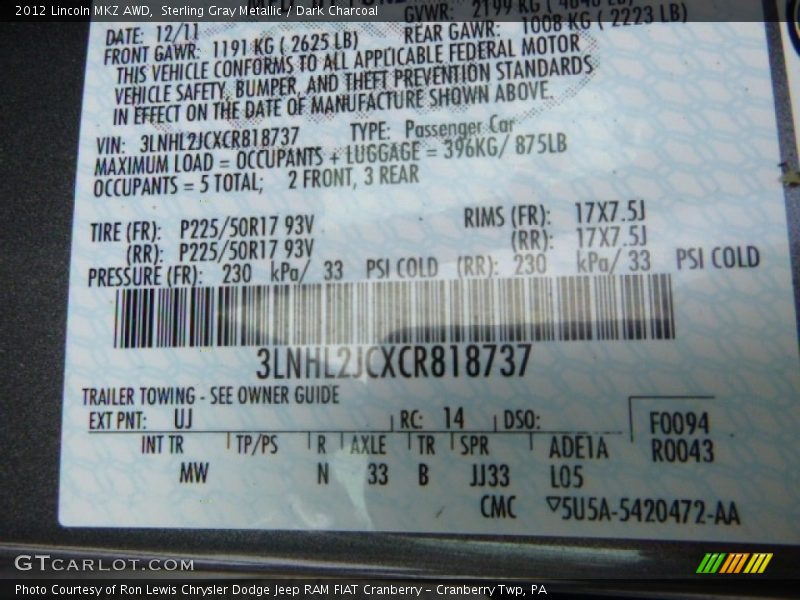 2012 Lincoln MKZ AWD, Sterling Gray Metallic / Dark Charcoal
GVWR: 2199 KG
DATE: 12/11
FRONT GAWR: 1191 KG ( 2625 LB) REAR GAWR: 1008 KG ( 2223 LB)
THIS VEHICLE CONFORMS TO ALL APPLICABLE FEDERAL MOTOR
VEHICLE SAFETY, BUMPER, AND THEFT PREVENTION STANDARDS
IN EFFECT ON THE DATE OF MANUFACTURE SHOWN ABOVE.
VIN: 3LNHL2JCXCR818737 TYPE: Passenger Car
MAXIMUM LOAD = OCCUPANTS + LUGGAGE = 396KG/ 875LB
OCCUPANTS = 5 TOTAL; 2 FRONT, 3 REAR
TIRE (FR): P225/50R17 93V RIMS (FR): 17X7.5J
(RR): P225/50R17 93V (RR): 17X7.5J
PRESSURE (FR): 230 kPa/ 33 PSI COLD (RR): 230 kPa/ 33 PSI COLD
3LNHL2JCXCR818737
TRAILER TOWING - SEE OWNER GUIDE
EXT PNT: UJ RC: 14 DSO: F0094
INT TR TP/PS R AXLE TR SPR ADE1A R0043
MW N 33 B JJ33 L05
CMC ▽5U5A-5420472-AA
GTCARLOT.COM
Photo Courtesy of Ron Lewis Chrysler Dodge Jeep RAM FIAT Cranberry – Cranberry Twp, PA